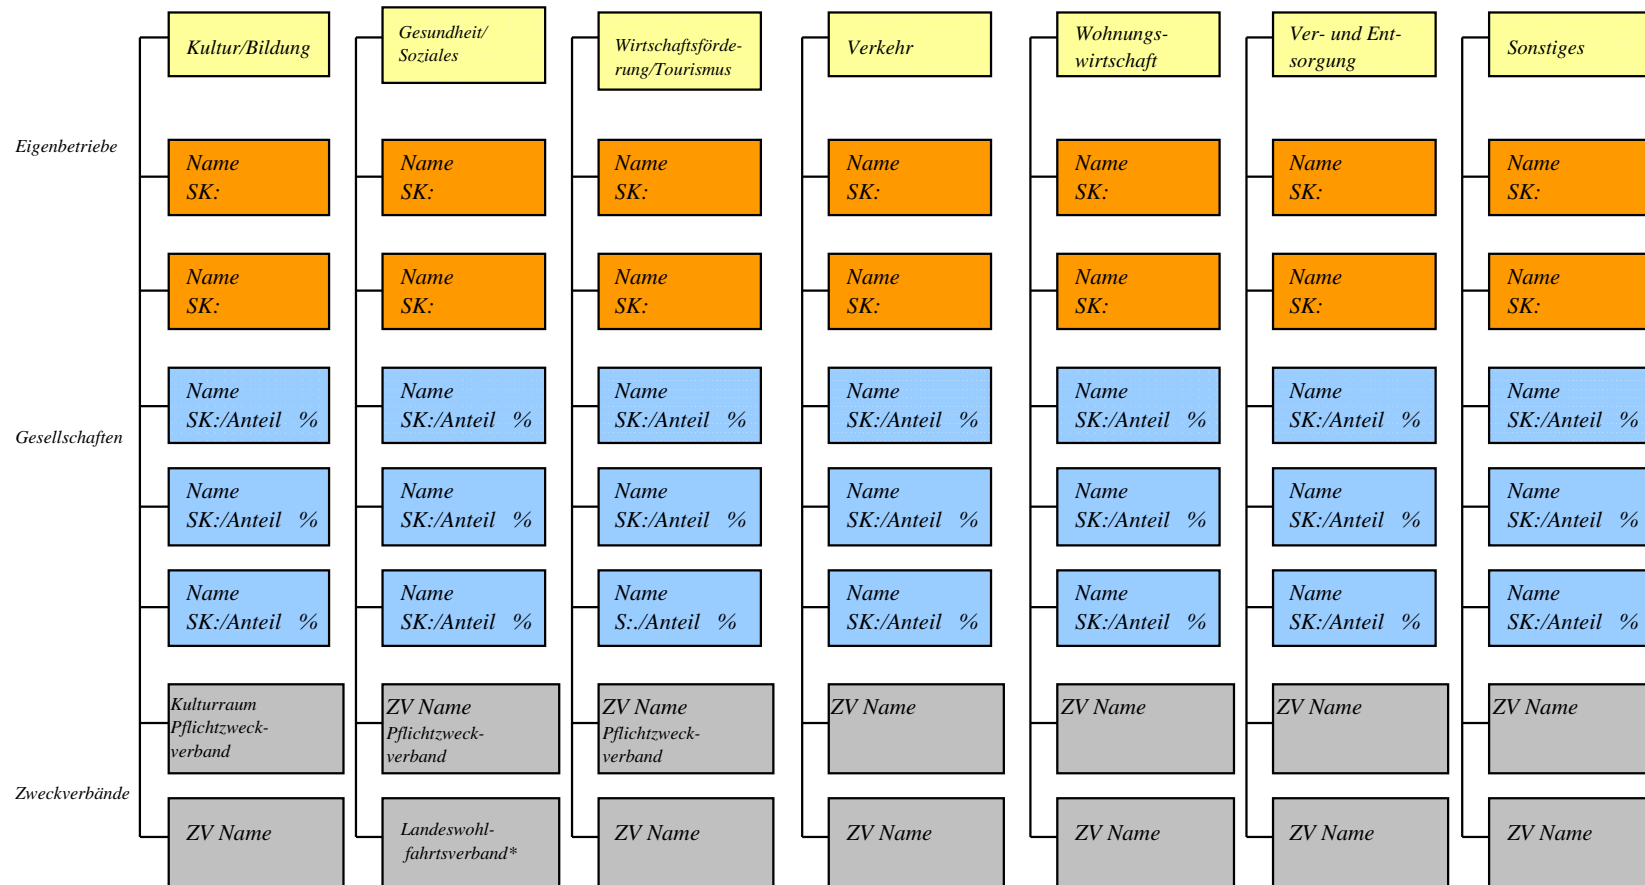 Kultur/Bildung
Gesundheit/
Soziales
Wirtschaftsförde-
rung/Tourismus
Verkehr
Wohnungs-
wirtschaft
Ver- und Ent-
sorgung
Sonstiges
Eigenbetriebe
Name
SK:
Name
SK:
Name
SK:
Name
SK:
Name
SK:
Name
SK:
Name
SK:
Name
SK:
Name
SK:
Name
SK:
Name
SK:
Name
SK:
Name
SK:
Name
SK:
Gesellschaften
Name
SK:/Anteil %
Name
SK:/Anteil %
Name
SK:/Anteil %
Name
SK:/Anteil %
Name
SK:/Anteil %
Name
SK:/Anteil %
Name
SK:/Anteil %
Name
SK:/Anteil %
Name
SK:/Anteil %
Name
SK:/Anteil %
Name
SK:/Anteil %
Name
SK:/Anteil %
Name
SK:/Anteil %
Name
SK:/Anteil %
Name
SK:/Anteil %
Name
SK:/Anteil %
Name
S:./Anteil %
Name
SK:/Anteil %
Name
SK:/Anteil %
Name
SK:/Anteil %
Name
SK:/Anteil %
Zweckverbände
Kulturraum
Pflichtzweck-
verband
ZV Name
Pflichtzweck-
verband
ZV Name
Pflichtzweck-
verband
ZV Name
ZV Name
ZV Name
ZV Name
ZV Name
Landeswohl-
fahrtsverband*
ZV Name
ZV Name
ZV Name
ZV Name
ZV Name